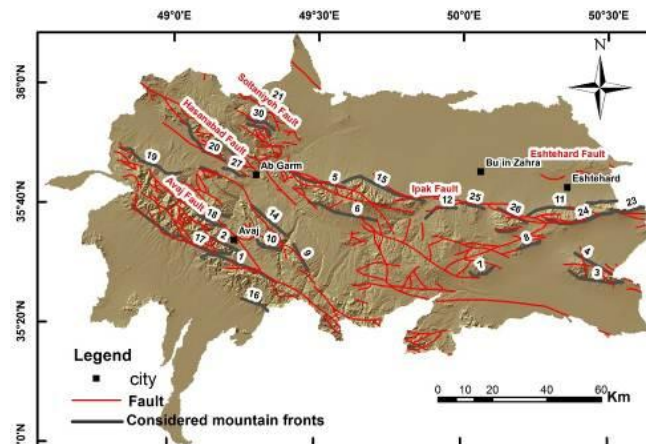 49°0'E 49°30'E 50°0'E 50°30'E
N
36°0'N
21
Soltaniyeh Fault
30
Hasanabad Fault
20
27
Ab Garm
Bu in Zahra
Eshtehard Fault
Eshtehard
19
5
15
Ipak Fault
12
25
11
23
35°40'N
Avaj Fault
18
14
6
26
24
17
2
Avaj
10
9
8
1
7
4
3
35°20'N
16
Legend
city
Fault
Considered mountain fronts
0 10 20 40 60
Km
5°0'N